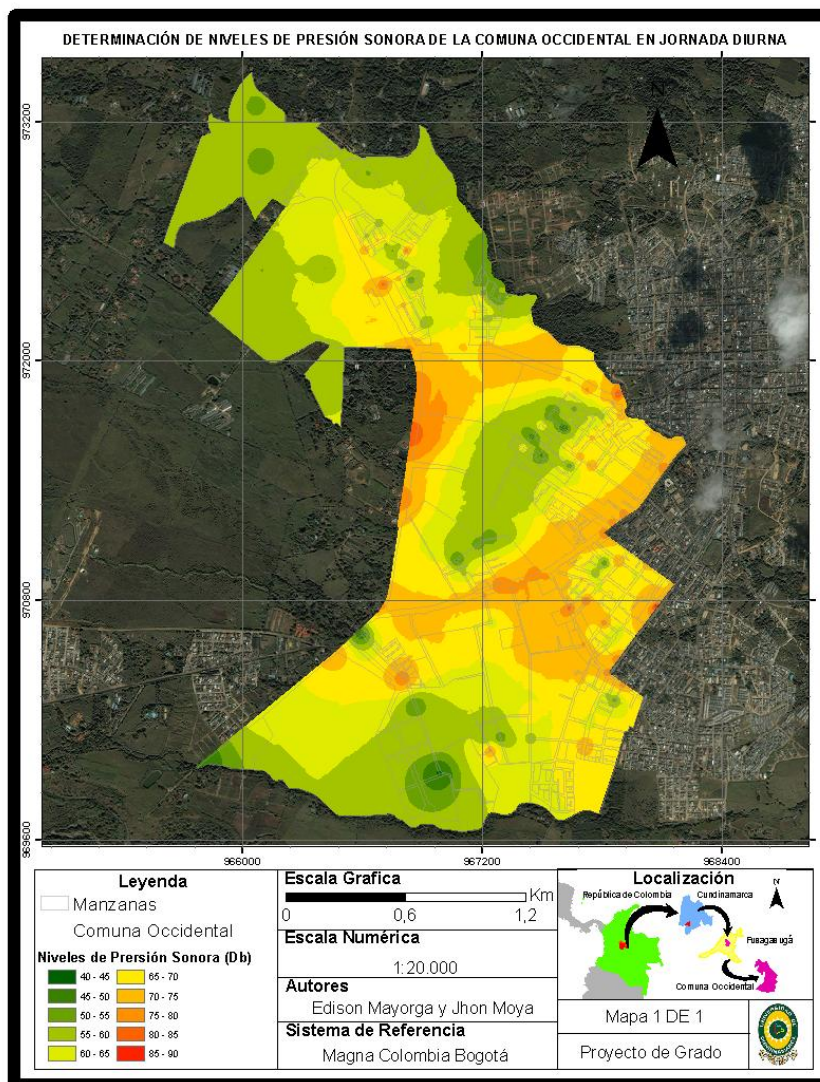 DETERMINACIÓN DE NIVELES DE PRESIÓN SONORA DE LA COMUNA OCCIDENTAL EN JORNADA DIURNA
N
973200
972000
970800
969600
966000
967200
968400
Leyenda
Manzanas
Comuna Occidental
Niveles de Prersión Sonora (Db)
40 - 45
45 - 50
50 - 55
55 - 60
60 - 65
65 - 70
70 - 75
75 - 80
80 - 85
85 - 90
Escala Grafica
Km
0
0,6
1,2
Escala Numérica
1:20.000
Autores
Edison Mayorga y Jhon Moya
Sistema de Referencia
Magna Colombia Bogotá
Localización
N
República de Colombia
Cundinamarca
Fusagasugá
Comuna Occidental
Mapa 1 DE 1
Proyecto de Grado